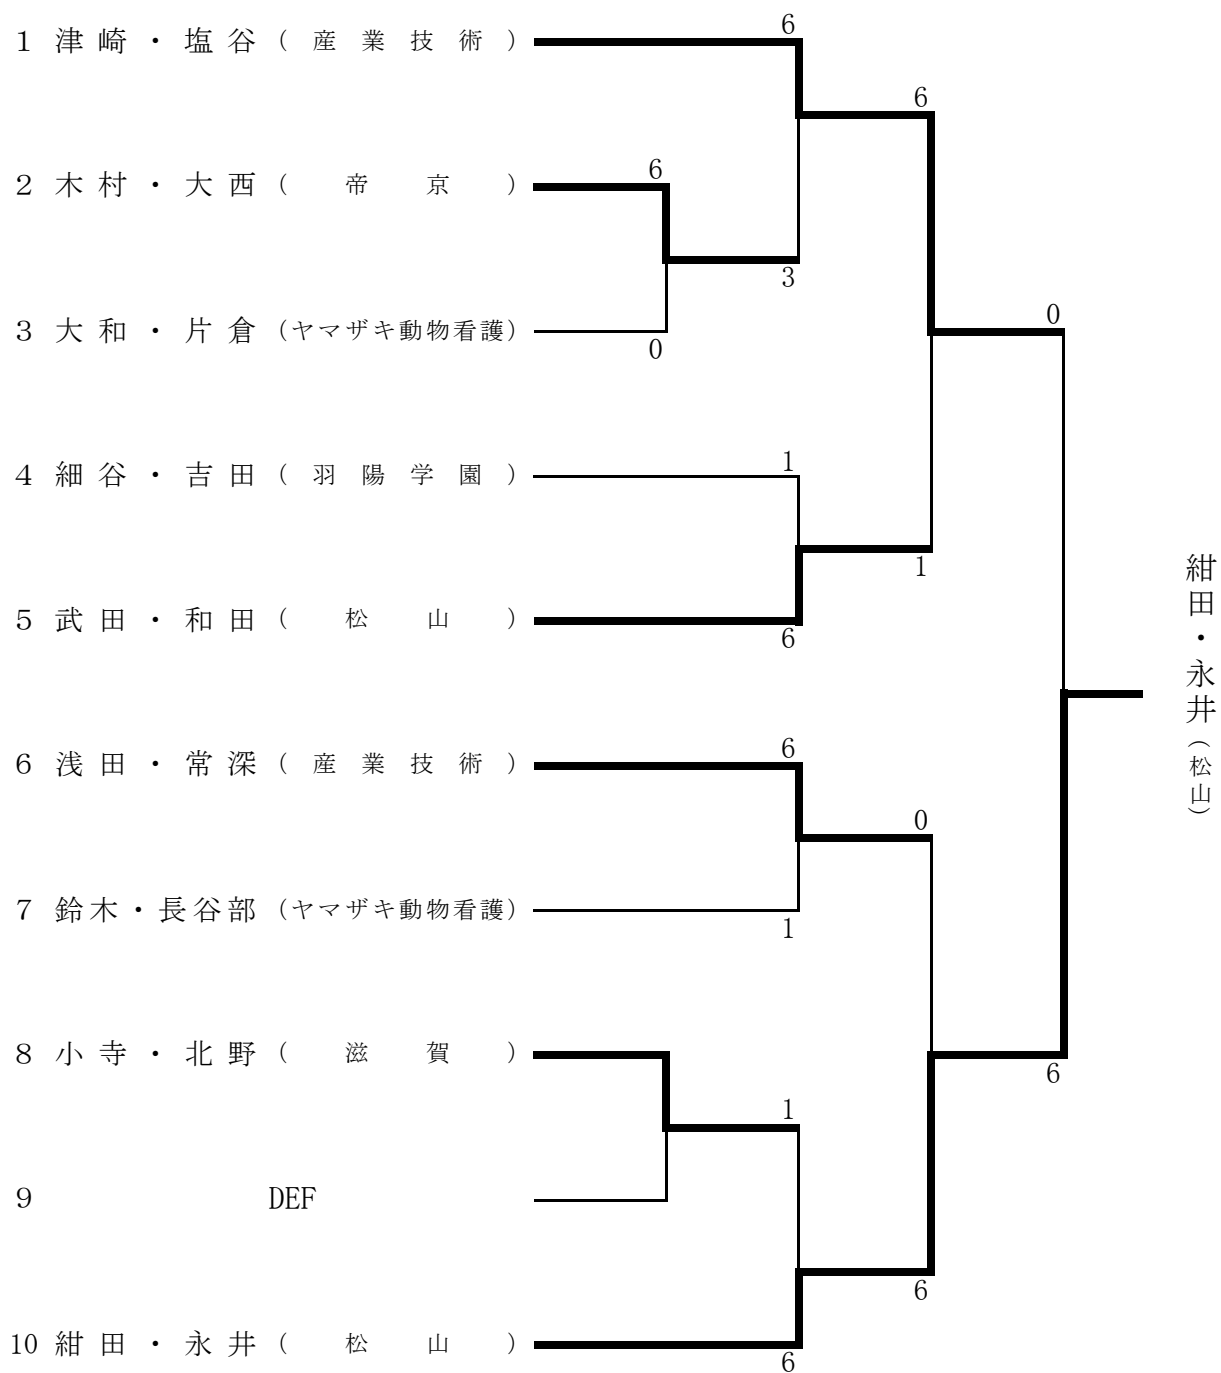 6
1 津崎・塩谷 （産業技術）
6
6
2 木村・大西 （帝京）
3
0
3 大和・片倉 （ヤマザキ動物看護）
0
1
4 細谷・吉田 （羽陽学園）
1
5 武田・和田 （松山）
6
紺田・永井（松山）
6
6 浅田・常深 （産業技術）
0
7 鈴木・長谷部 （ヤマザキ動物看護）
1
8 小寺・北野 （滋賀）
6
1
9 DEF
6
10 紺田・永井 （松山）
6